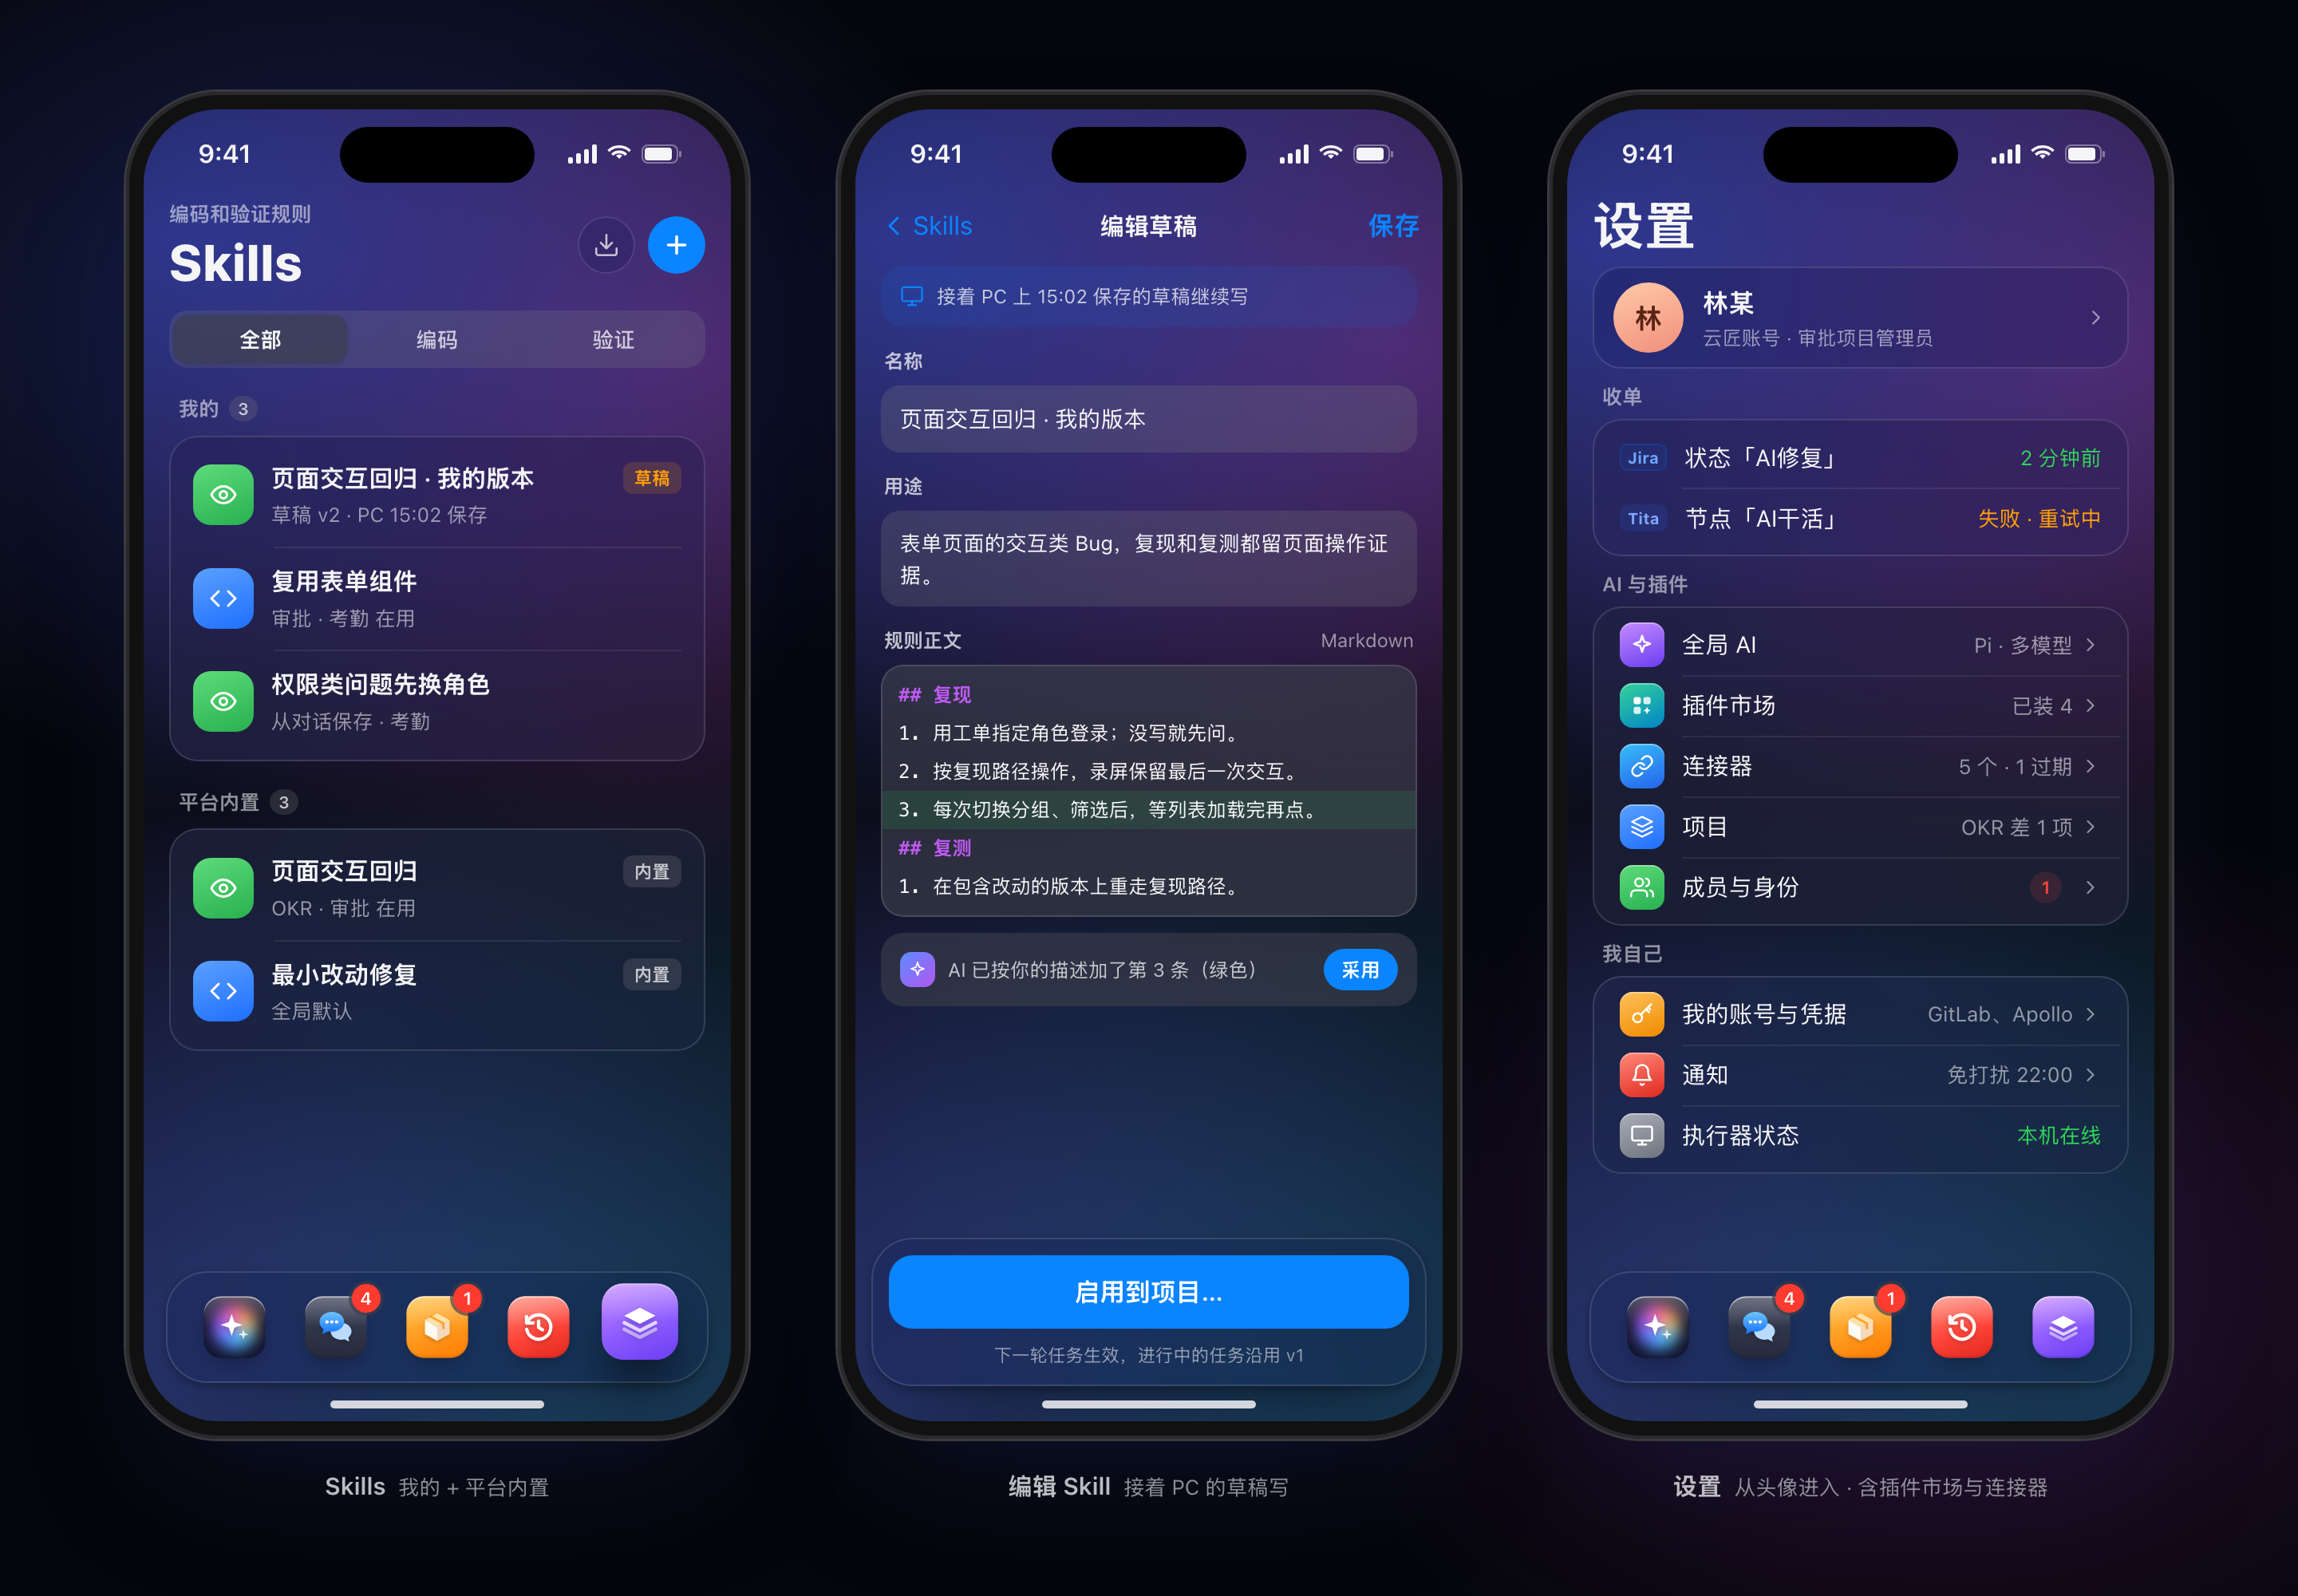 9:41
编码和验证规则
Skills
全部 编码 验证
我的 3
页面交互回归 · 我的版本 草稿
草稿 v2 · PC 15:02 保存
复用表单组件
审批 · 考勤 在用
权限类问题先换角色
从对话保存 · 考勤
平台内置 3
页面交互回归 内置
OKR · 审批 在用
最小改动修复 内置
全局默认
4 1
Skills 我的 + 平台内置
9:41
Skills 编辑草稿 保存
接着 PC 上 15:02 保存的草稿继续写
名称
页面交互回归 · 我的版本
用途
表单页面的交互类 Bug，复现和复测都留页面操作证
据。
规则正文 Markdown
## 复现
1. 用工单指定角色登录；没写就先问。
2. 按复现路径操作，录屏保留最后一次交互。
3. 每次切换分组、筛选后，等列表加载完再点。
## 复测
1. 在包含改动的版本上重走复现路径。
AI 已按你的描述加了第 3 条（绿色） 采用
启用到项目...
下一轮任务生效，进行中的任务沿用 v1
编辑 Skill 接着 PC 的草稿写
9:41
设置
林 林某
云匠账号 · 审批项目管理员
收单
Jira 状态「AI修复」 2 分钟前
Tita 节点「AI干活」 失败 · 重试中
AI 与插件
全局 AI Pi · 多模型
插件市场 已装 4
连接器 5 个 · 1 过期
项目 OKR 差 1 项
成员与身份 1
我自己
我的账号与凭据 GitLab、Apollo
通知 免打扰 22:00
执行器状态 本机在线
4 1
设置 从头像进入 · 含插件市场与连接器